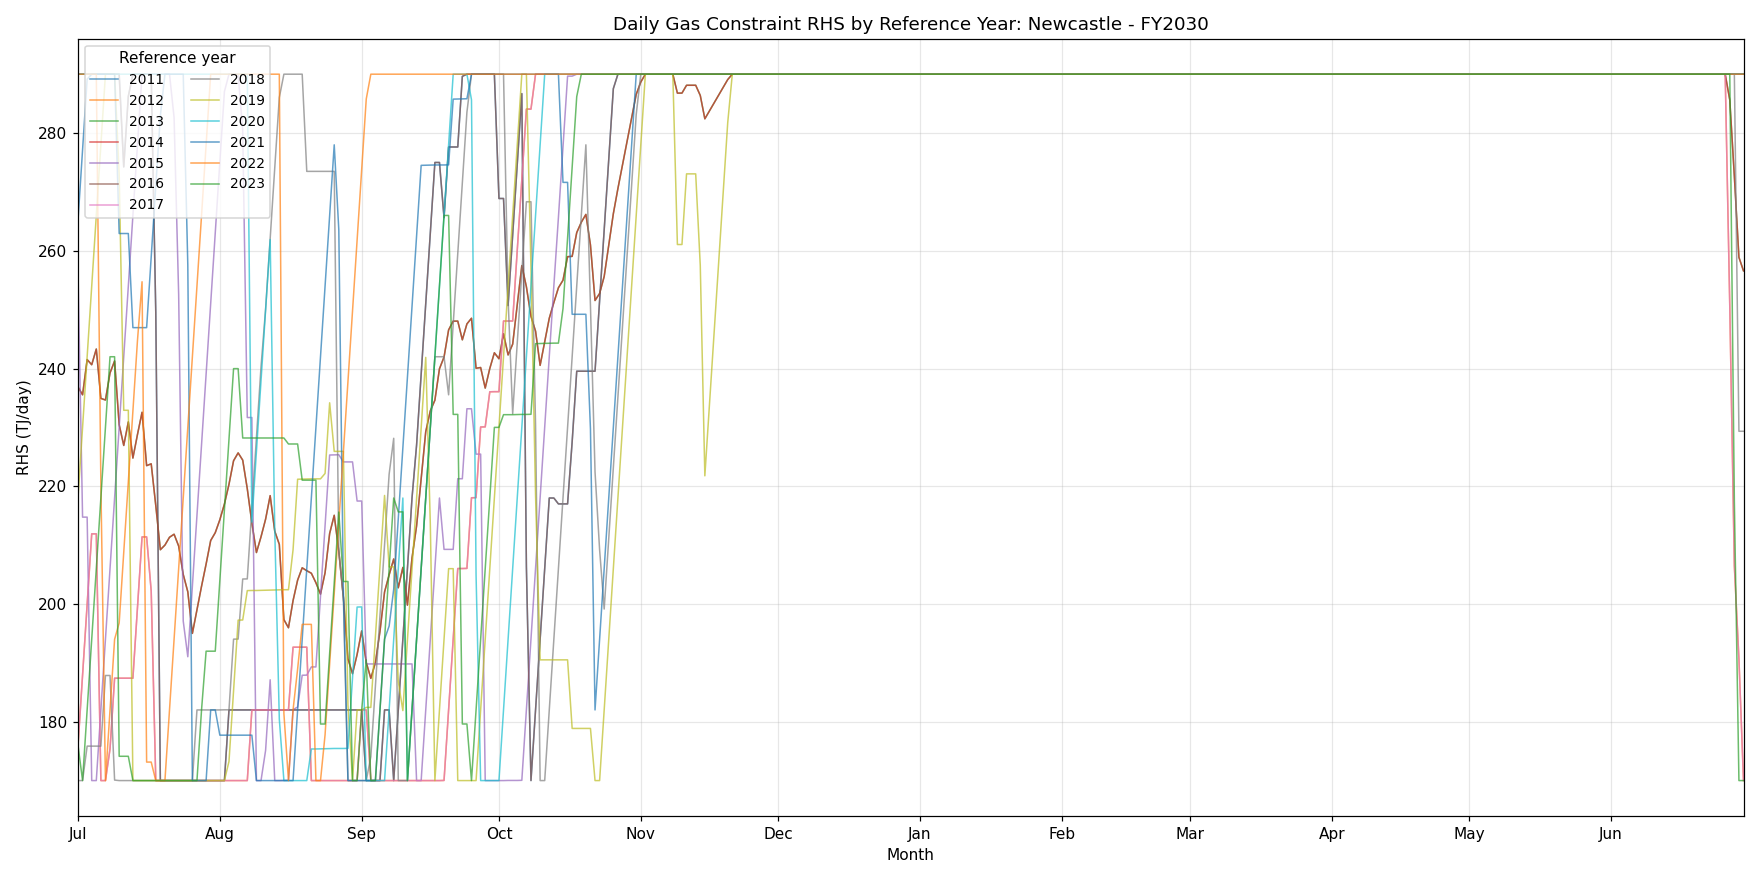 Daily Gas Constraint RHS by Reference Year: Newcastle - FY2030
Reference year
2011 2018
2012 2019
2013 2020
2014 2021
2015 2022
2016 2023
2017
280
260
240
220
200
180
RHS (TJ/day)
Jul Aug Sep Oct Nov Dec Jan Feb Mar Apr May Jun
Month